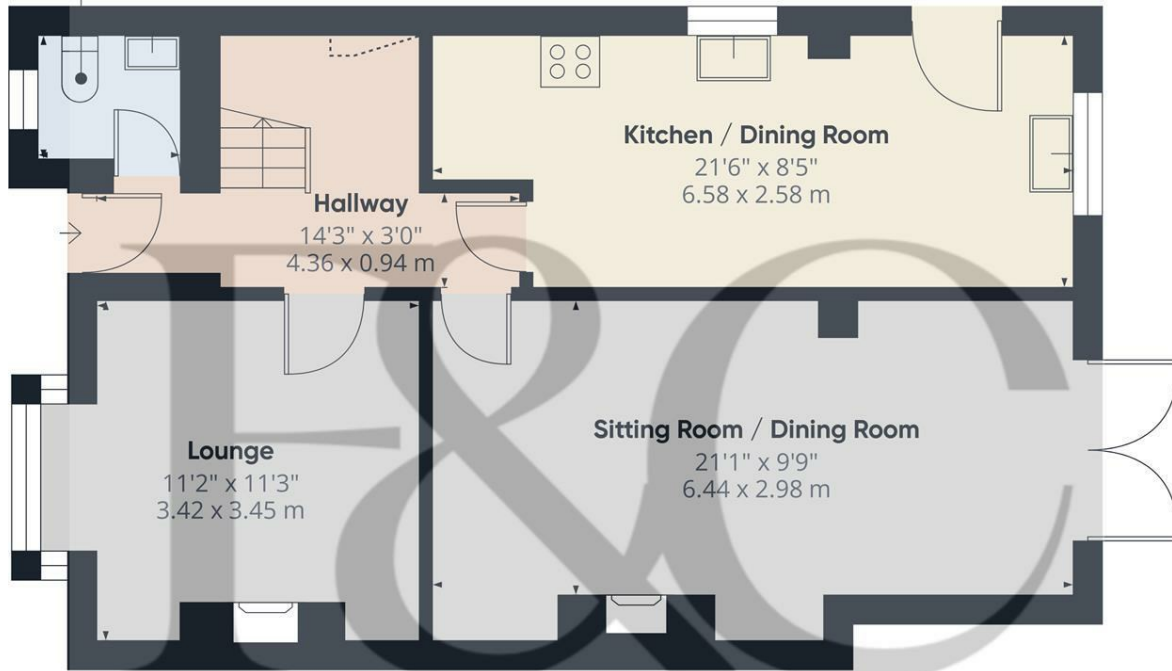 Kitchen / Dining Room
21'6" x 8'5"
6.58 x 2.58 m
Hallway
14'3" x 3'0"
4.36 x 0.94 m
Lounge
11'2" x 11'3"
3.42 x 3.45 m
Sitting Room / Dining Room
21'1" x 9'9"
6.44 x 2.98 m
F&C